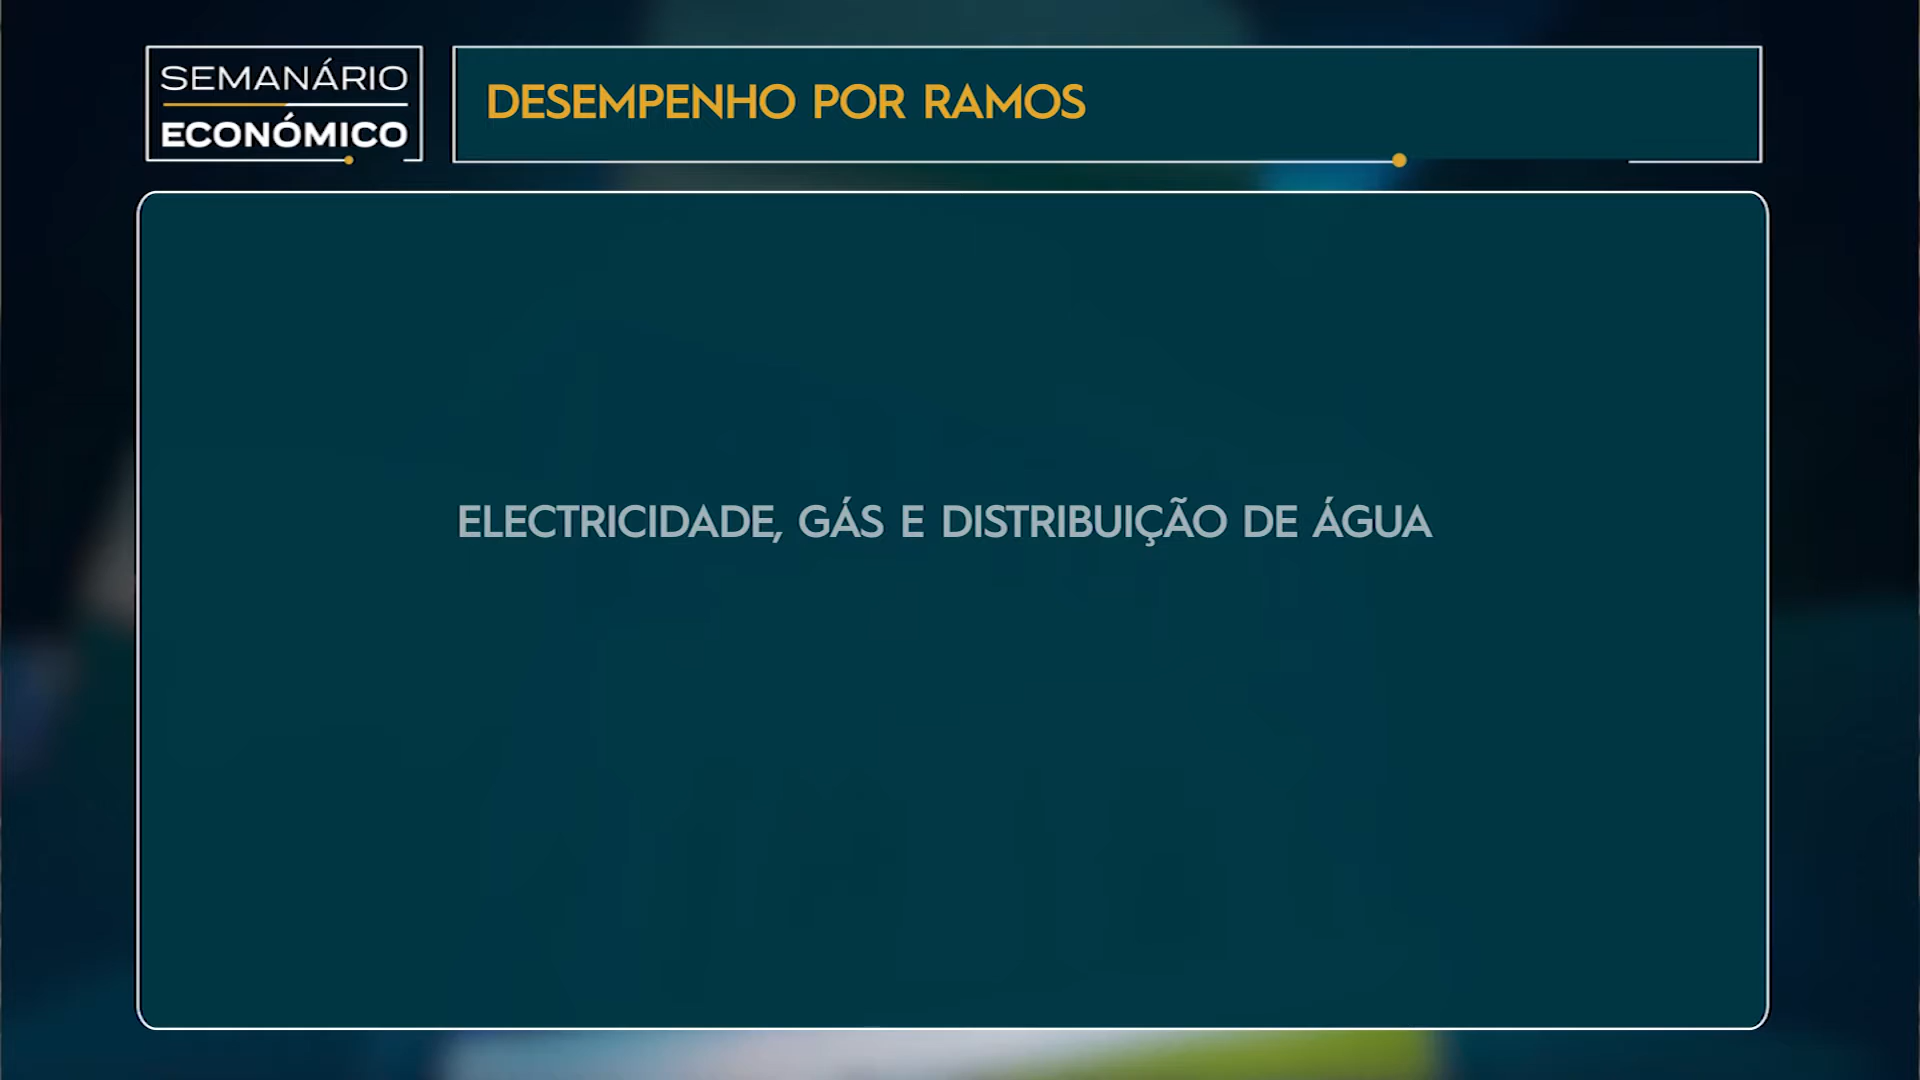 SEMANÁRIO
ECONÓMICO
DESEMPENHO POR RAMOS
ELECTRICIDADE, GÁS E DISTRIBUIÇÃO DE ÁGUA